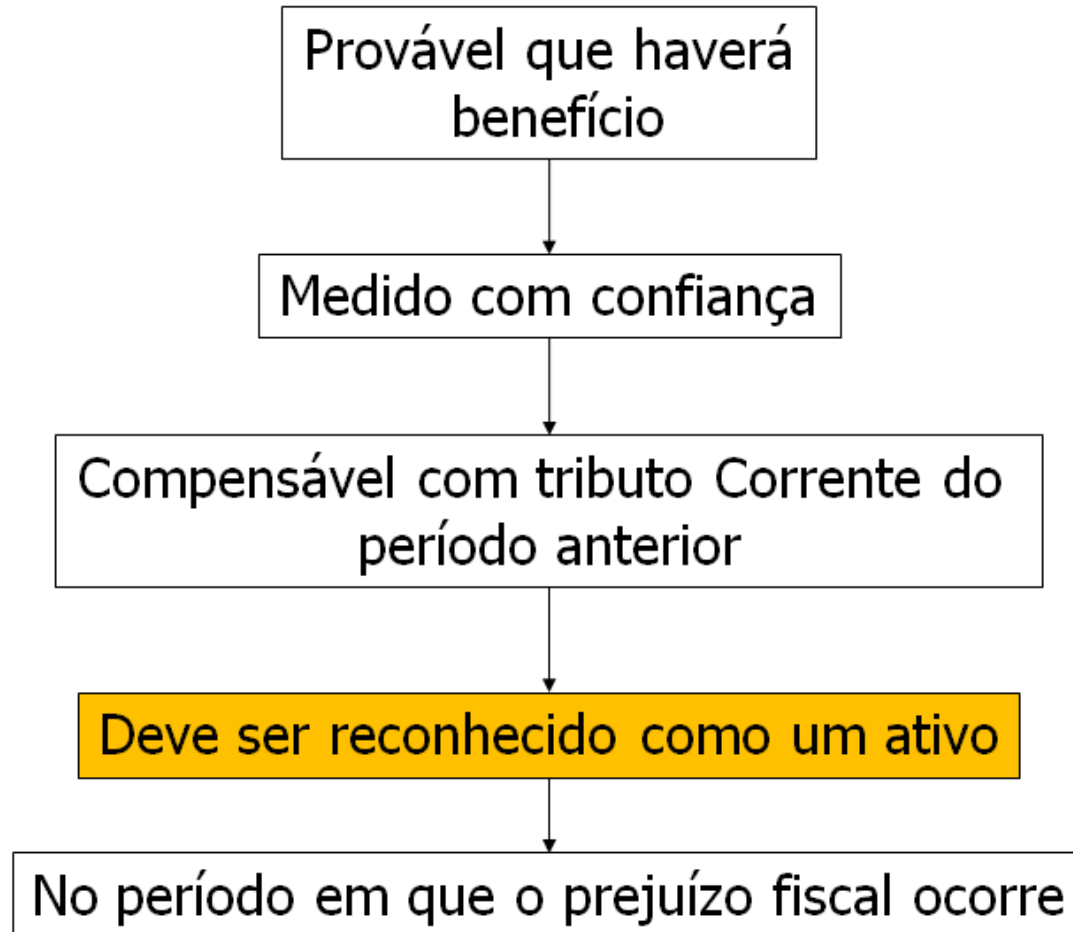 Provável que haverá
benefício
Medido com confiança
Compensável com tributo Corrente do
período anterior
Deve ser reconhecido como um ativo
No período em que o prejuízo fiscal ocorre